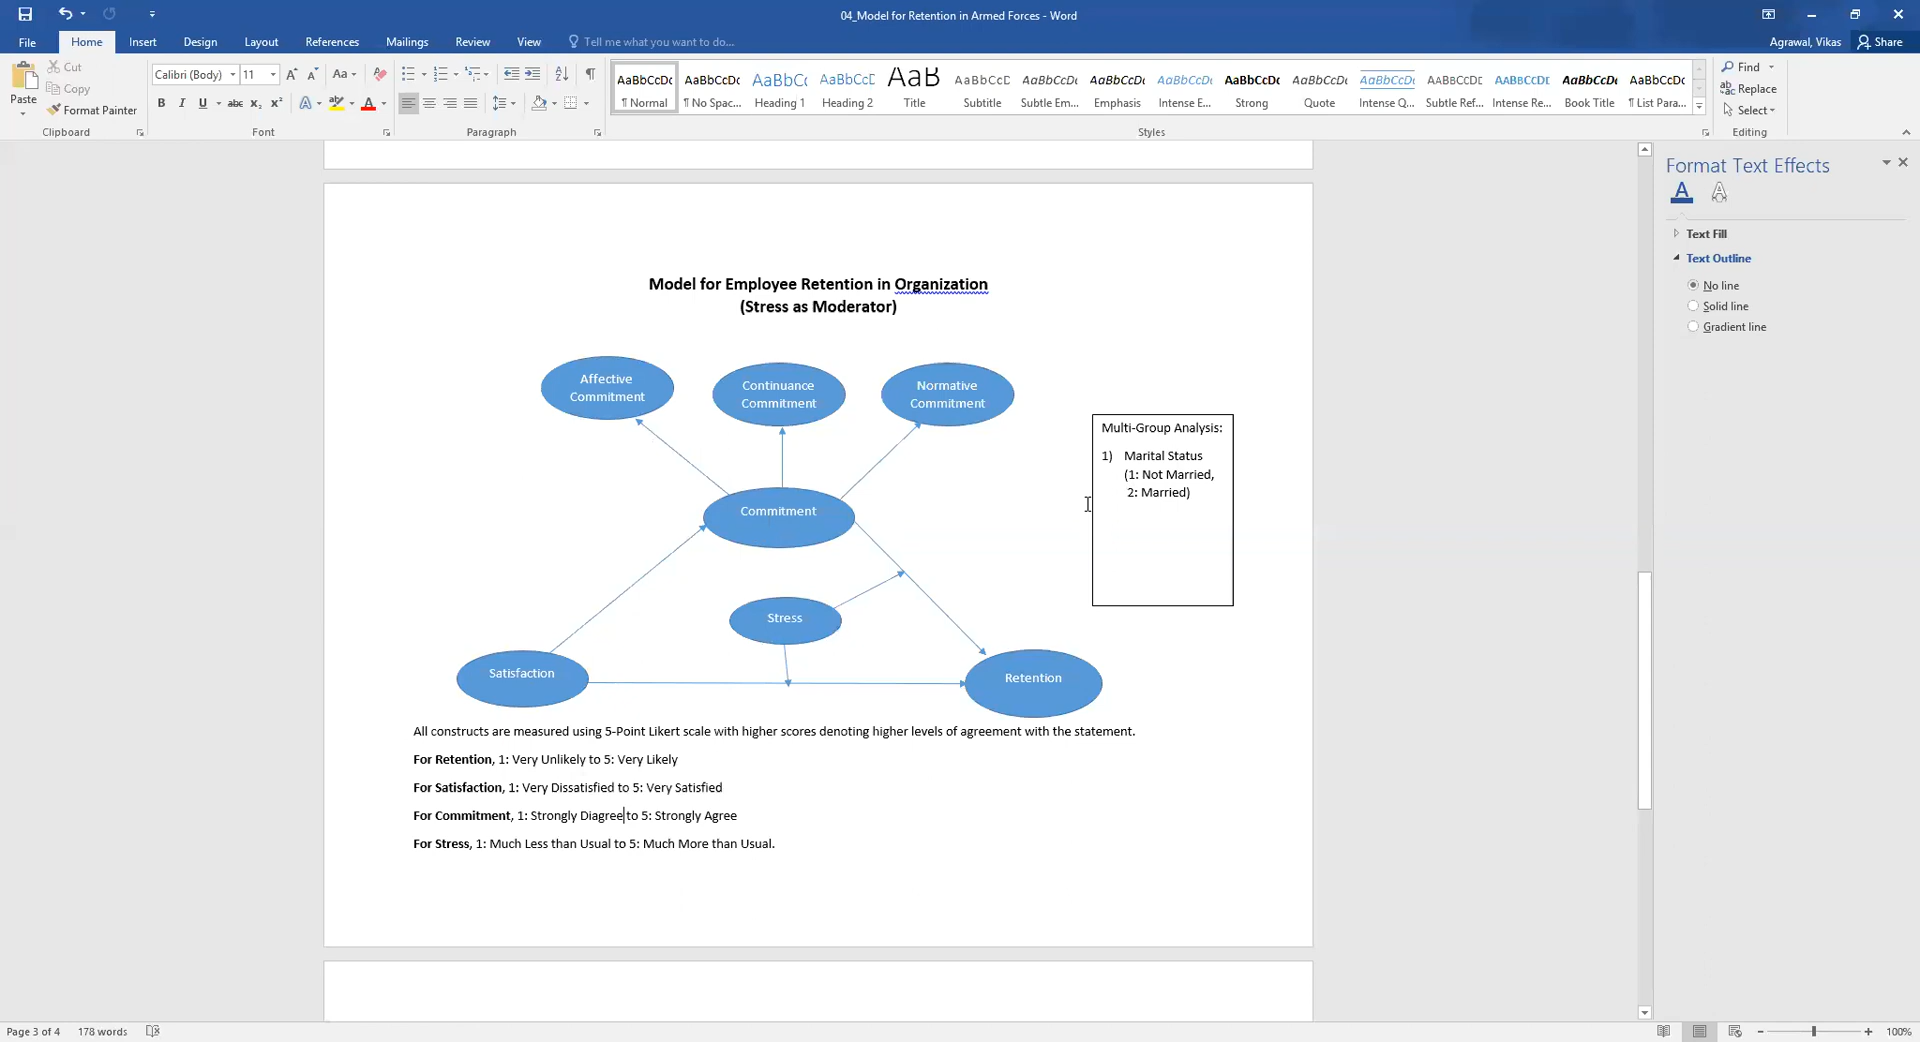 04_Model for Retention in Armed Forces - Word
File
Home
Insert
Design
Layout
References
Mailings
Review
View
Tell me what you want to do...
Agrawal, Vikas
Share
Paste
Cut
Copy
Format Painter
Clipboard
Calibri (Body)
11
Font
Paragraph
AaBbCcDc
¶ Normal
AaBbCcDc
¶ No Spac...
AaBbCc
Heading 1
AaBbCcD
Heading 2
AaB
Title
AaBbCcD
Subtitle
AaBbCcDc
Subtle Em...
AaBbCcDc
Emphasis
AaBbCcDc
Intense E...
AaBbCcDc
Strong
AaBbCcDc
Quote
AaBbCcDc
Intense Q...
AaBbCcDd
Subtle Ref...
AaBbCcDd
Intense Re...
AaBbCcDc
Book Title
AaBbCcDc
¶ List Para...
Styles
Find
Replace
Select
Editing
Format Text Effects
Text Fill
Text Outline
No line
Solid line
Gradient line
Model for Employee Retention in Organization
(Stress as Moderator)
Affective
Commitment
Continuance
Commitment
Normative
Commitment
Multi-Group Analysis:
1) Marital Status
(1: Not Married,
2: Married)
Commitment
Stress
Satisfaction
Retention
All constructs are measured using 5-Point Likert scale with higher scores denoting higher levels of agreement with the statement.
For Retention, 1: Very Unlikely to 5: Very Likely
For Satisfaction, 1: Very Dissatisfied to 5: Very Satisfied
For Commitment, 1: Strongly Diagree to 5: Strongly Agree
For Stress, 1: Much Less than Usual to 5: Much More than Usual.
Page 3 of 4
178 words
100%